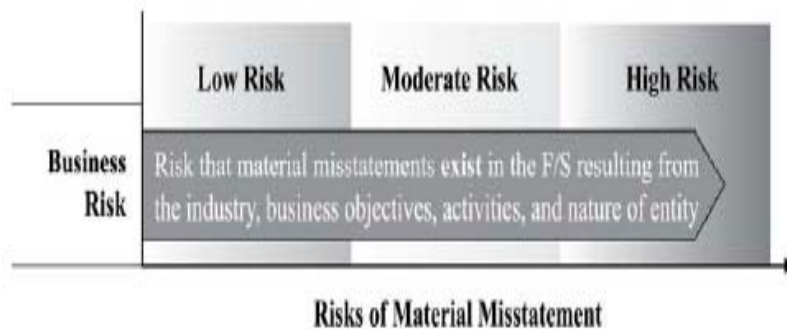 Low Risk Moderate Risk High Risk
Business
Risk
Risk that material misstatements exist in the F/S resulting from
the industry, business objectives, activities, and nature of entity
Risks of Material Misstatement